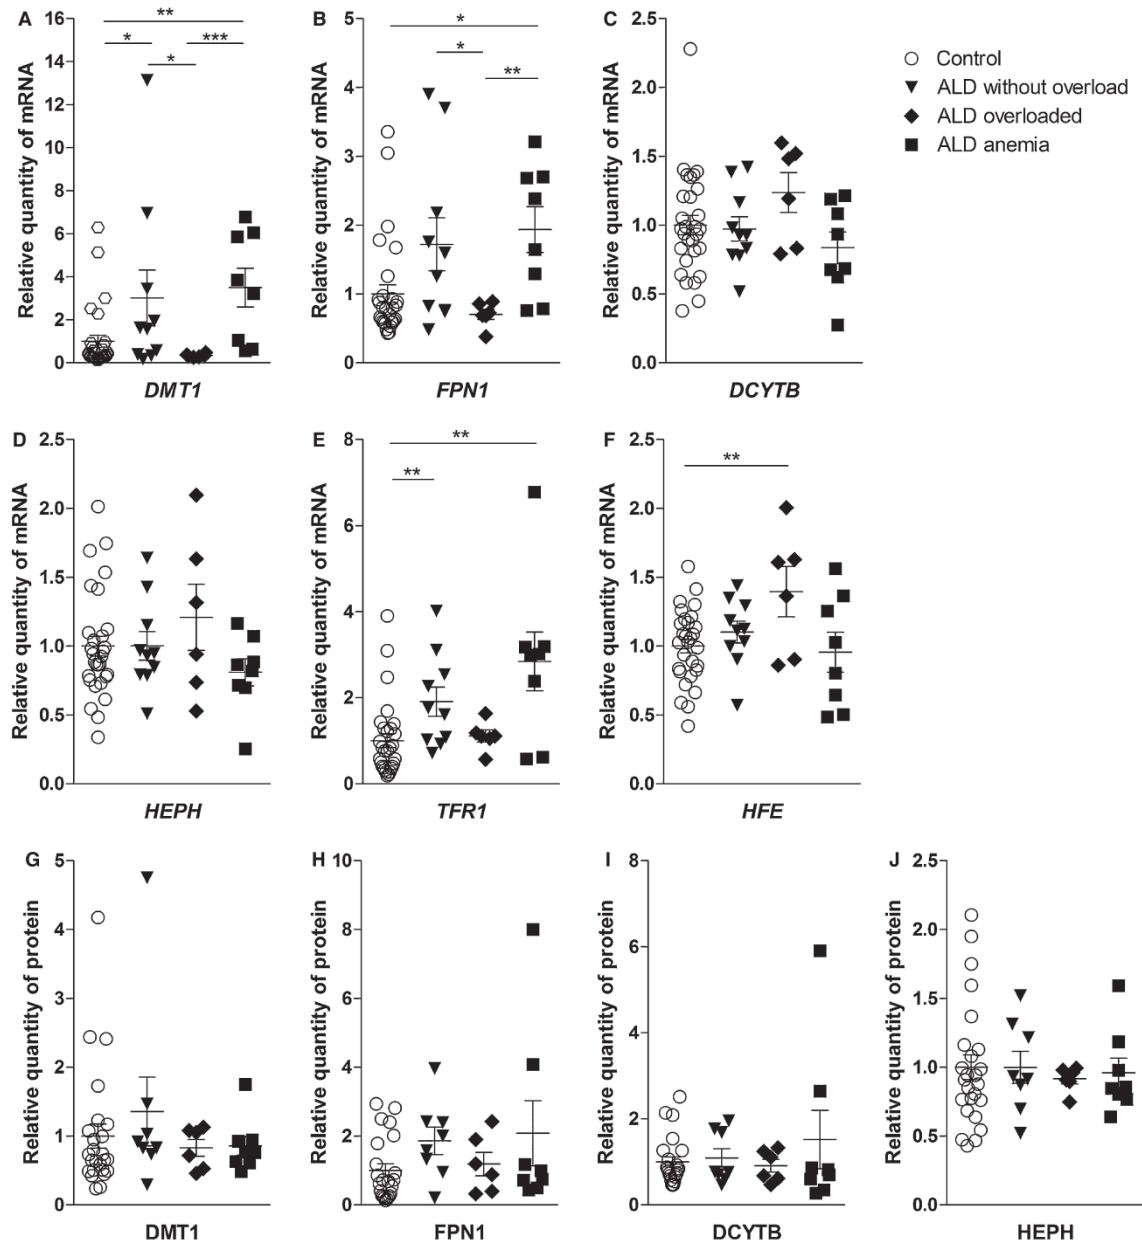 A
Relative quantity of mRNA
16
14
12
10
8
6
4
2
0
**
*
***
*
DMT1
B
Relative quantity of mRNA
5
4
3
2
1
0
*
*
**
FPN1
C
Relative quantity of mRNA
2.5
2.0
1.5
1.0
0.5
0.0
DCYTB
Control
ALD without overload
ALD overloaded
ALD anemia
D
Relative quantity of mRNA
2.5
2.0
1.5
1.0
0.5
0.0
HEPH
E
Relative quantity of mRNA
8
6
4
2
0
**
**
TFR1
F
Relative quantity of mRNA
2.5
2.0
1.5
1.0
0.5
0.0
**
HFE
G
Relative quantity of protein
5
4
3
2
1
0
DMT1
H
Relative quantity of protein
10
8
6
4
2
0
FPN1
I
Relative quantity of protein
8
6
4
2
0
DCYTB
J
Relative quantity of protein
2.5
2.0
1.5
1.0
0.5
0.0
HEPH